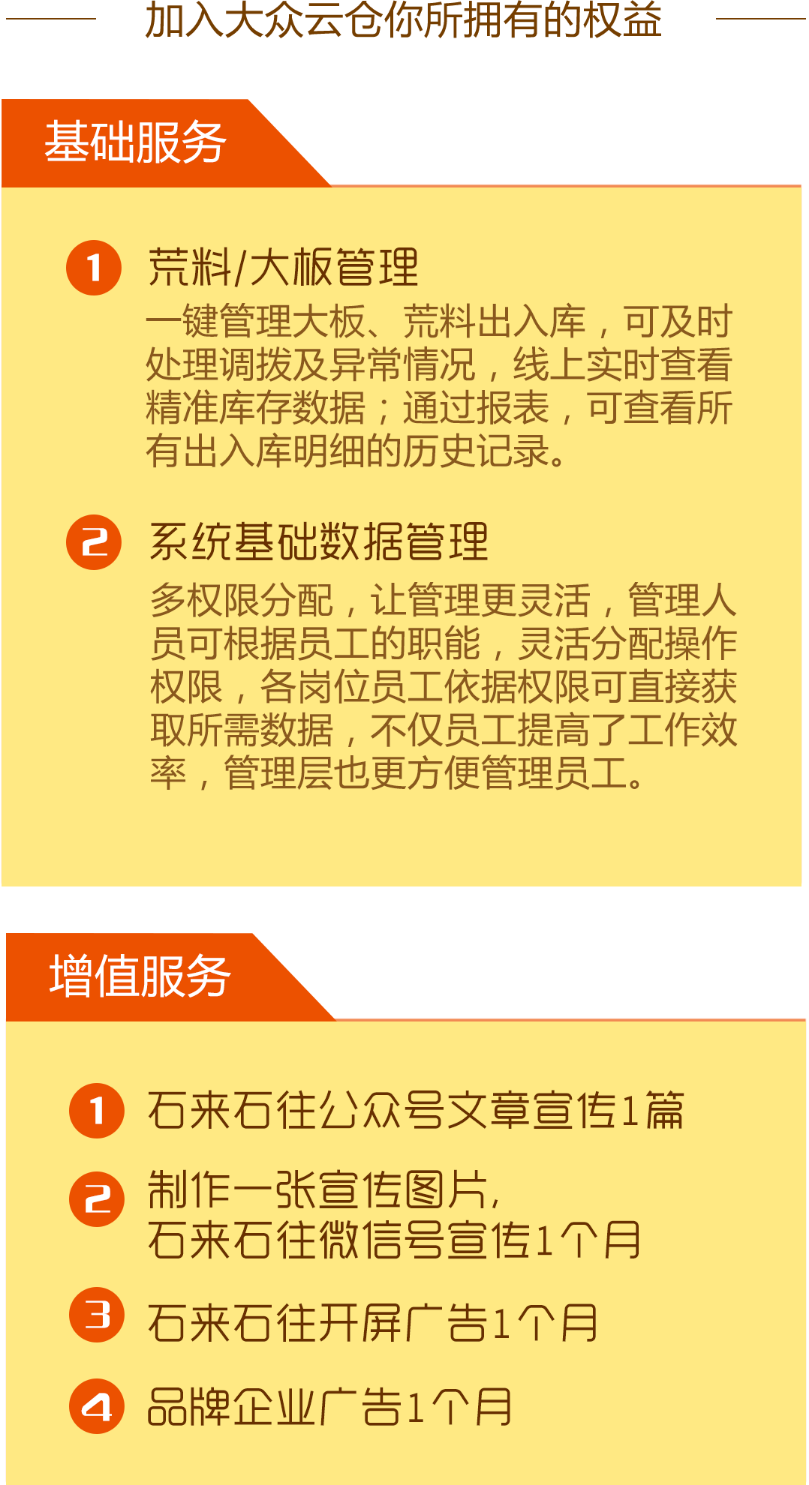 加入大众云仓你所拥有的权益
基础服务
1 荒料/大板管理
一键管理大板、荒料出入库，可及时
处理调拨及异常情况，线上实时查看
精准库存数据；通过报表，可查看所
有出入库明细的历史记录。
2 系统基础数据管理
多权限分配，让管理更灵活，管理人
员可根据员工的职能，灵活分配操作
权限，各岗位员工依据权限可直接获
取所需数据，不仅员工提高了工作效
率，管理层也更方便管理员工。
增值服务
1 石来石往公众号文章宣传1篇
2 制作一张宣传图片,
石来石往微信号宣传1个月
3 石来石往开屏广告1个月
4 品牌企业广告1个月